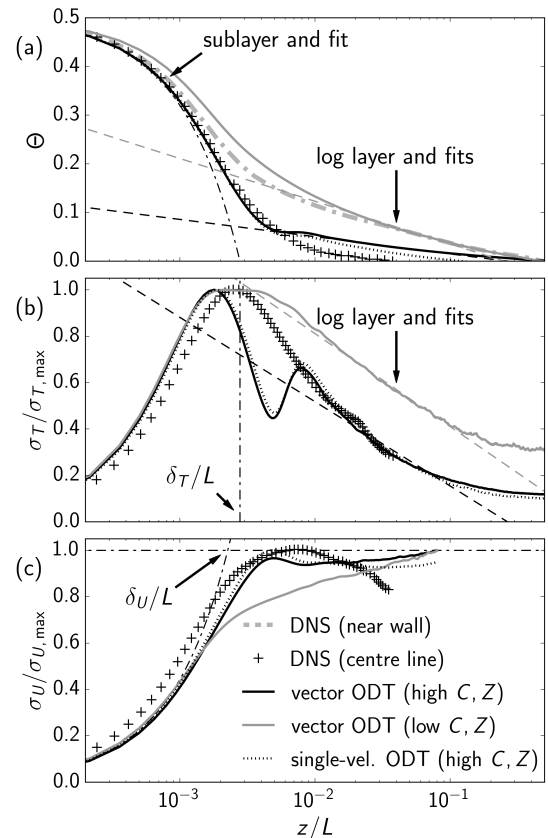 (a)
0.5
0.4
0.3
0.2
0.1
0.0
Θ
sublayer and fit
log layer and fits
(b)
1.0
0.8
0.6
0.4
0.2
0.0
σ_T/σ_{T, max}
log layer and fits
δ_T/L
(c)
1.0
0.8
0.6
0.4
0.2
0.0
σ_U/σ_{U, max}
δ_U/L
DNS (near wall)
DNS (centre line)
vector ODT (high C, Z)
vector ODT (low C, Z)
single-vel. ODT (high C, Z)
10⁻³ 10⁻² 10⁻¹
z/L